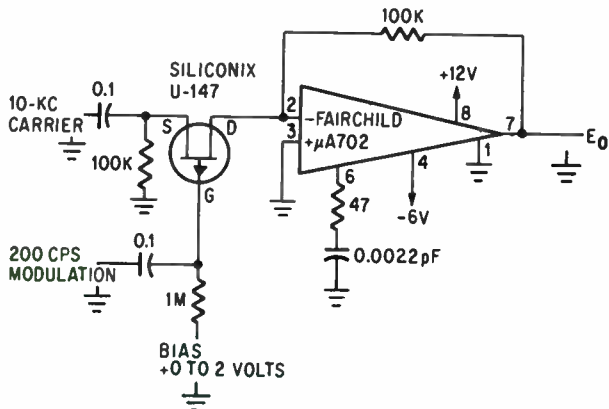 100K
SILICONIX
U-147
+12V
0.1
10-KC
CARRIER
S
D
2
-FAIRCHILD
8
7
E₀
3
+μA702
1
100K
G
6
4
47
-6V
200 CPS
MODULATION
0.1
0.0022pF
1M
BIAS
+0 TO 2 VOLTS